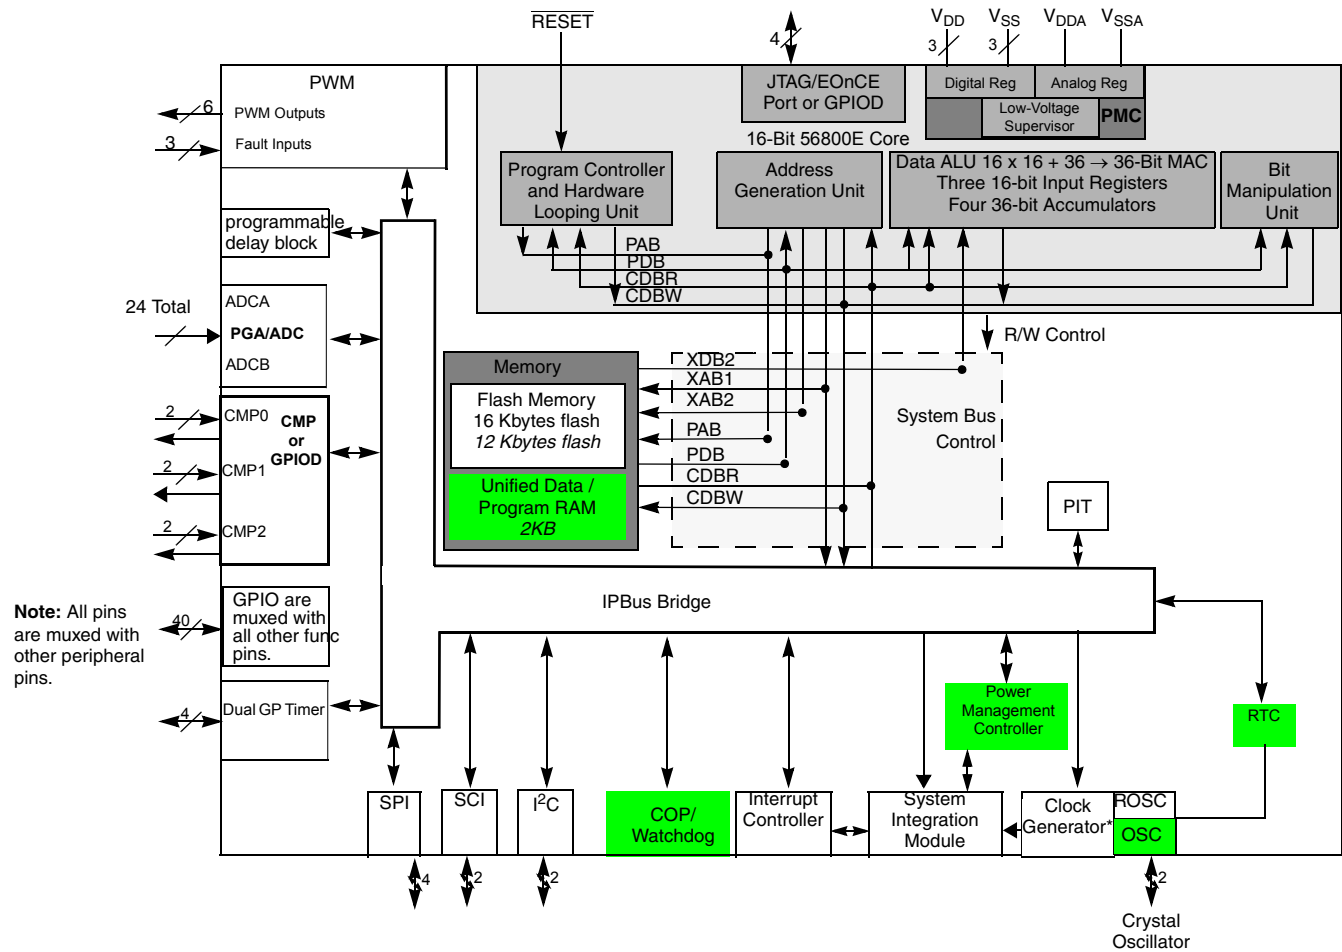 RESET
4
VDD
VSS
VDDA
VSSA
3
3
PWM
6
PWM Outputs
3
Fault Inputs
JTAG/EOnCE
Port or GPIOD
Digital Reg
Analog Reg
Low-Voltage
Supervisor
PMC
16-Bit 56800E Core
Program Controller
and Hardware
Looping Unit
Address
Generation Unit
Data ALU 16 x 16 + 36 → 36-Bit MAC
Three 16-bit Input Registers
Four 36-bit Accumulators
Bit
Manipulation
Unit
PAB
PDB
CDBR
CDBW
programmable
delay block
24 Total
ADCA
PGA/ADC
ADCB
R/W Control
Memory
Flash Memory
16 Kbytes flash
12 Kbytes flash
Unified Data /
Program RAM
2KB
XDB2
XAB1
XAB2
PAB
PDB
CDBR
CDBW
System Bus
Control
2
CMP0
CMP
or
GPIOD
2
CMP1
2
CMP2
PIT
IPBus Bridge
Note: All pins
are muxed with
other peripheral
pins.
40
GPIO are
muxed with
all other func
pins.
4
Dual GP Timer
Power
Management
Controller
RTC
SPI
SCI
I2C
COP/
Watchdog
Interrupt
Controller
System
Integration
Module
Clock
Generator*
ROSC
OSC
4
2
2
2
Crystal
Oscillator